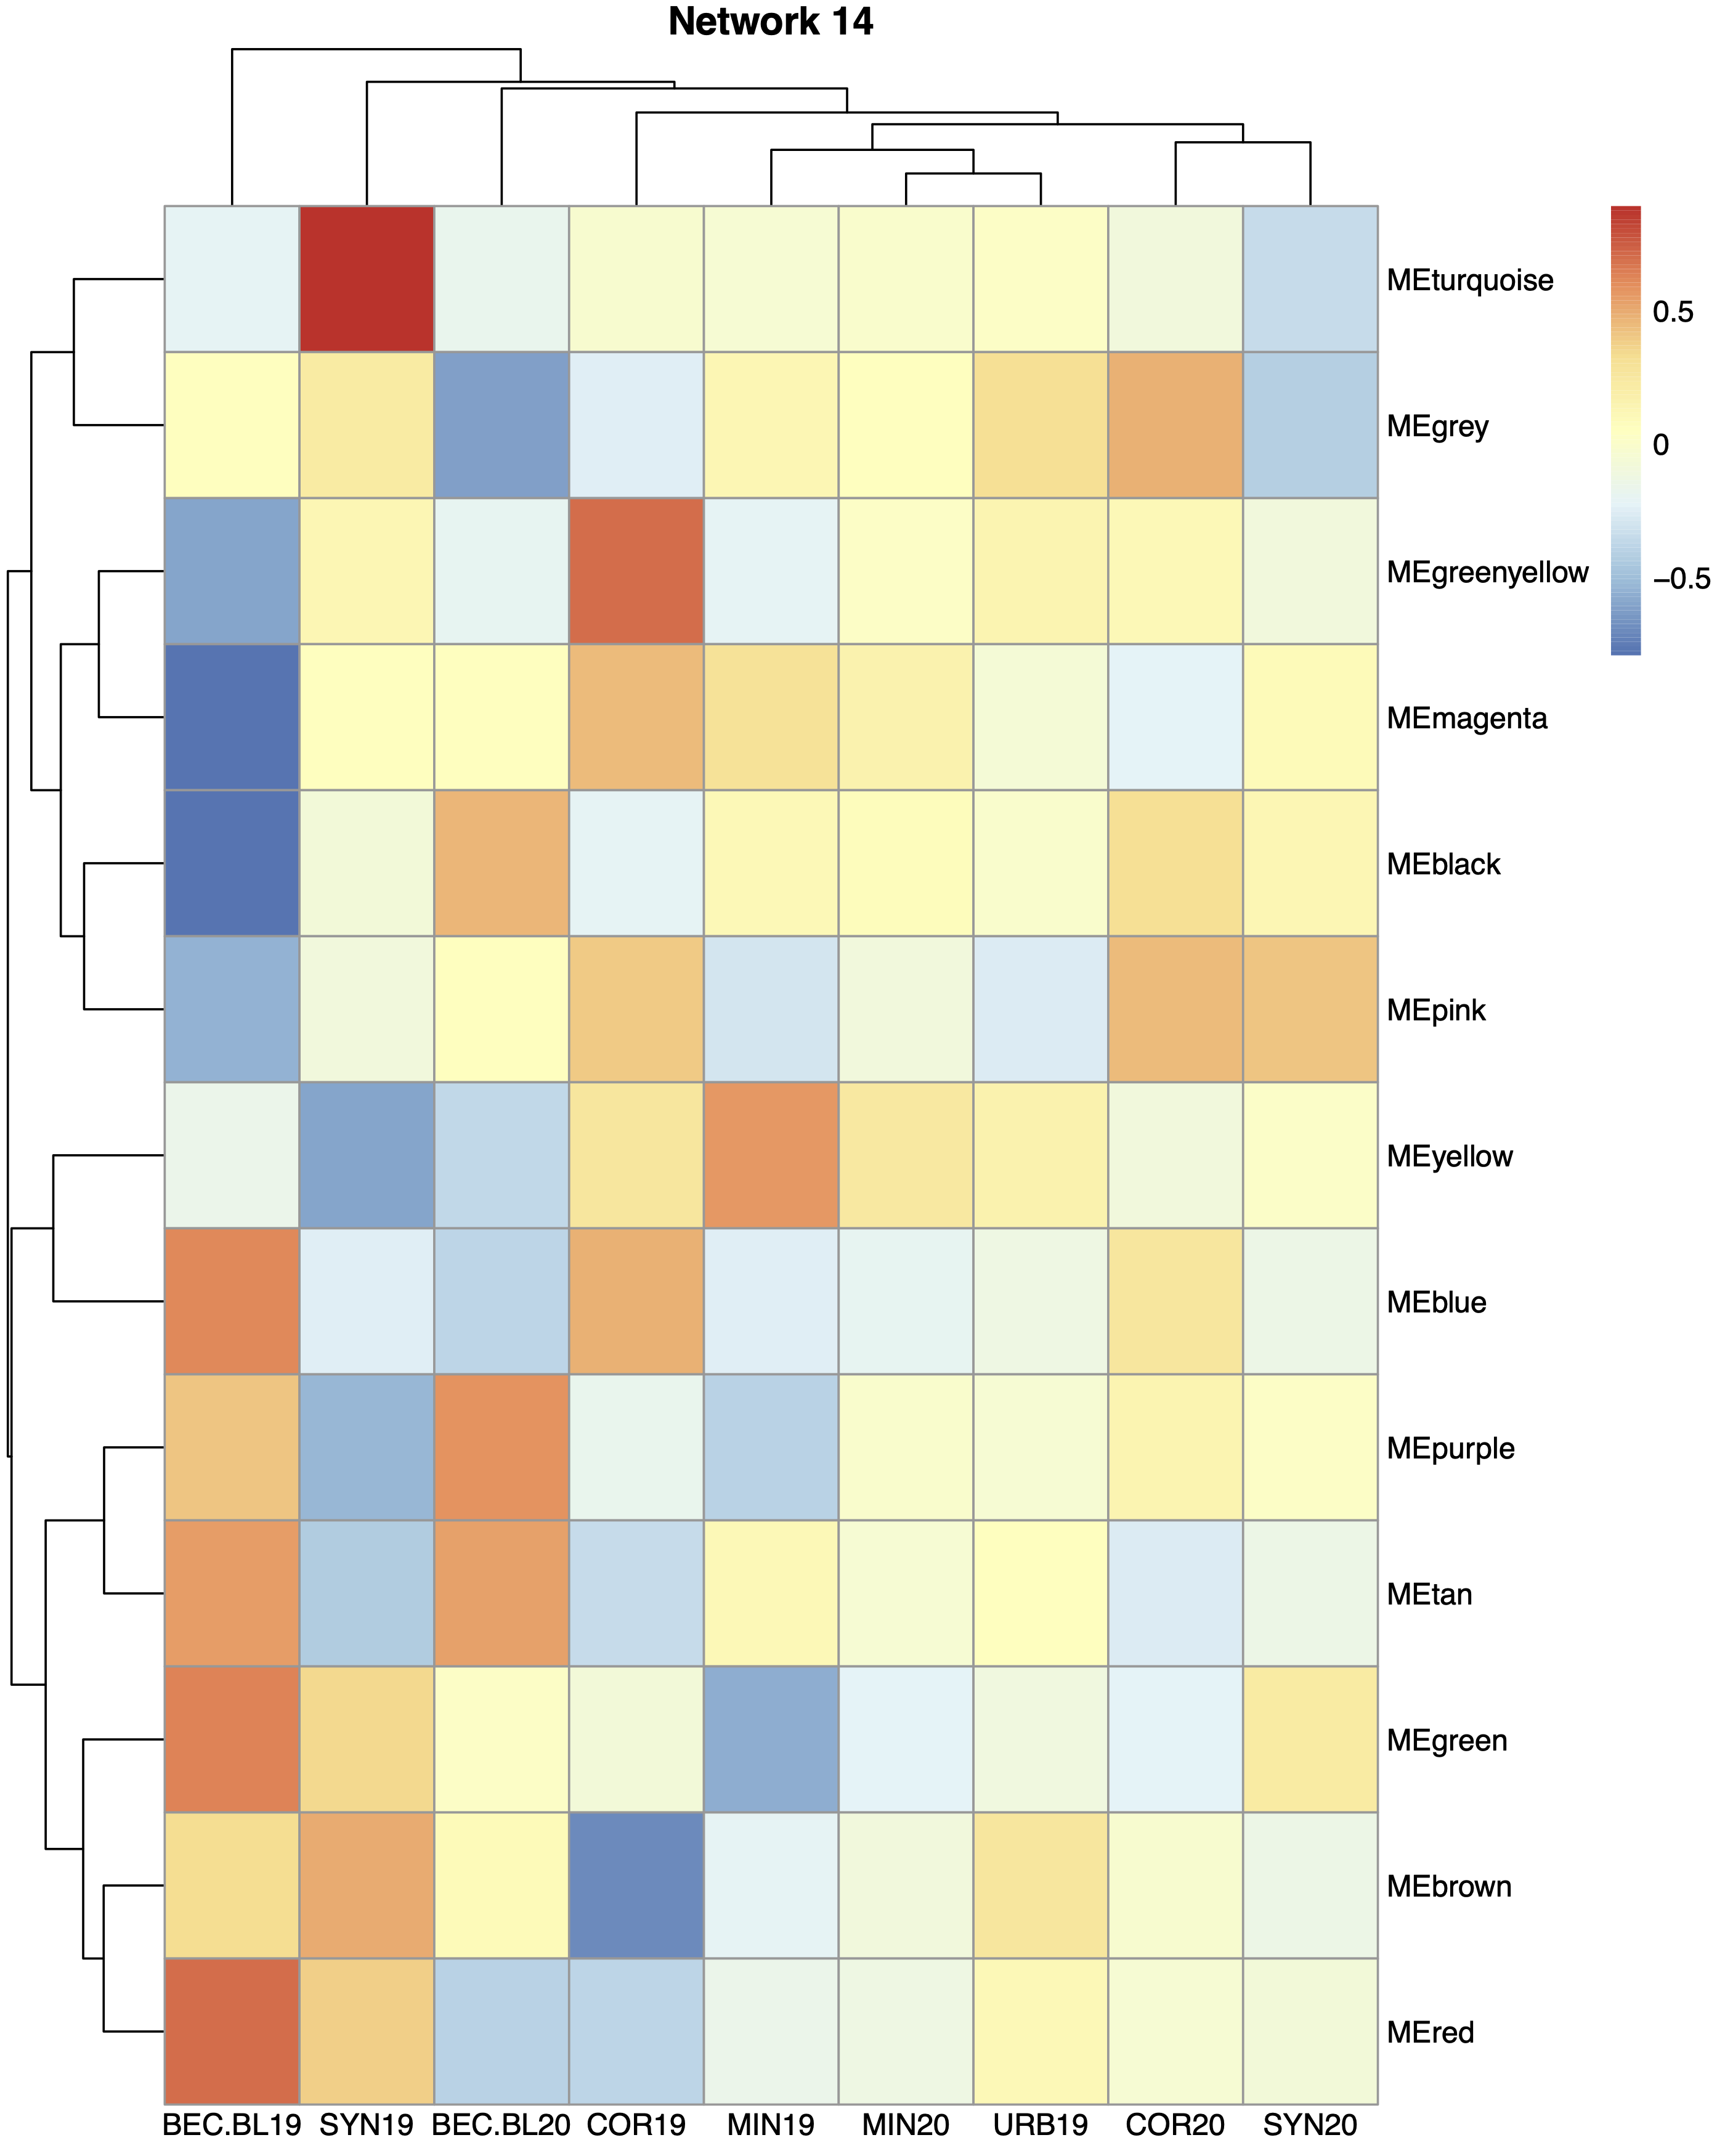 Network 14
0.5
0
−0.5
MEturquoise
MEgrey
MEgreenyellow
MEmagenta
MEblack
MEpink
MEyellow
MEblue
MEpurple
MEtan
MEgreen
MEbrown
MEred
BEC.BL19 SYN19 BEC.BL20 COR19 MIN19 MIN20 URB19 COR20 SYN20